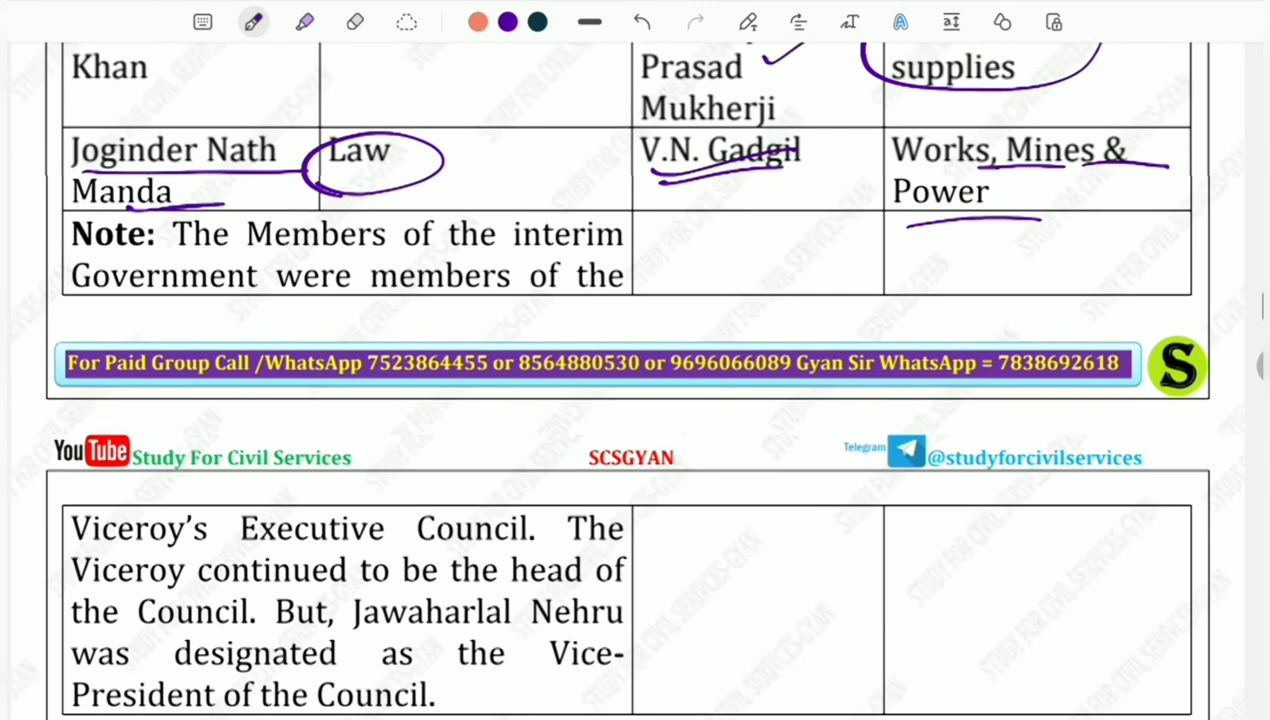 Khan
Prasad
Mukherji
supplies
Joginder Nath
Manda
Law
V.N. Gadgil
Works, Mines &
Power
Note: The Members of the interim
Government were members of the
For Paid Group Call /WhatsApp 7523864455 or 8564880530 or 9696066089 Gyan Sir WhatsApp = 7838692618
S
YouTube Study For Civil Services
SCSGYAN
Telegram @studyforcivilservices
Viceroy's Executive Council. The
Viceroy continued to be the head of
the Council. But, Jawaharlal Nehru
was designated as the Vice-
President of the Council.